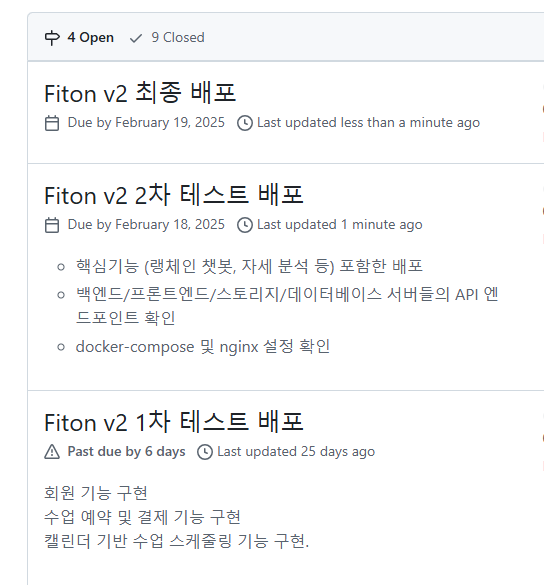 4 Open 9 Closed
Fiton v2 최종 배포
Due by February 19, 2025 Last updated less than a minute ago
Fiton v2 2차 테스트 배포
Due by February 18, 2025 Last updated 1 minute ago
핵심기능 (랭체인 챗봇, 자세 분석 등) 포함한 배포
백엔드/프론트엔드/스토리지/데이터베이스 서버들의 API 엔
드포인트 확인
docker-compose 및 nginx 설정 확인
Fiton v2 1차 테스트 배포
Past due by 6 days Last updated 25 days ago
회원 기능 구현
수업 예약 및 결제 기능 구현
캘린더 기반 수업 스케줄링 기능 구현.